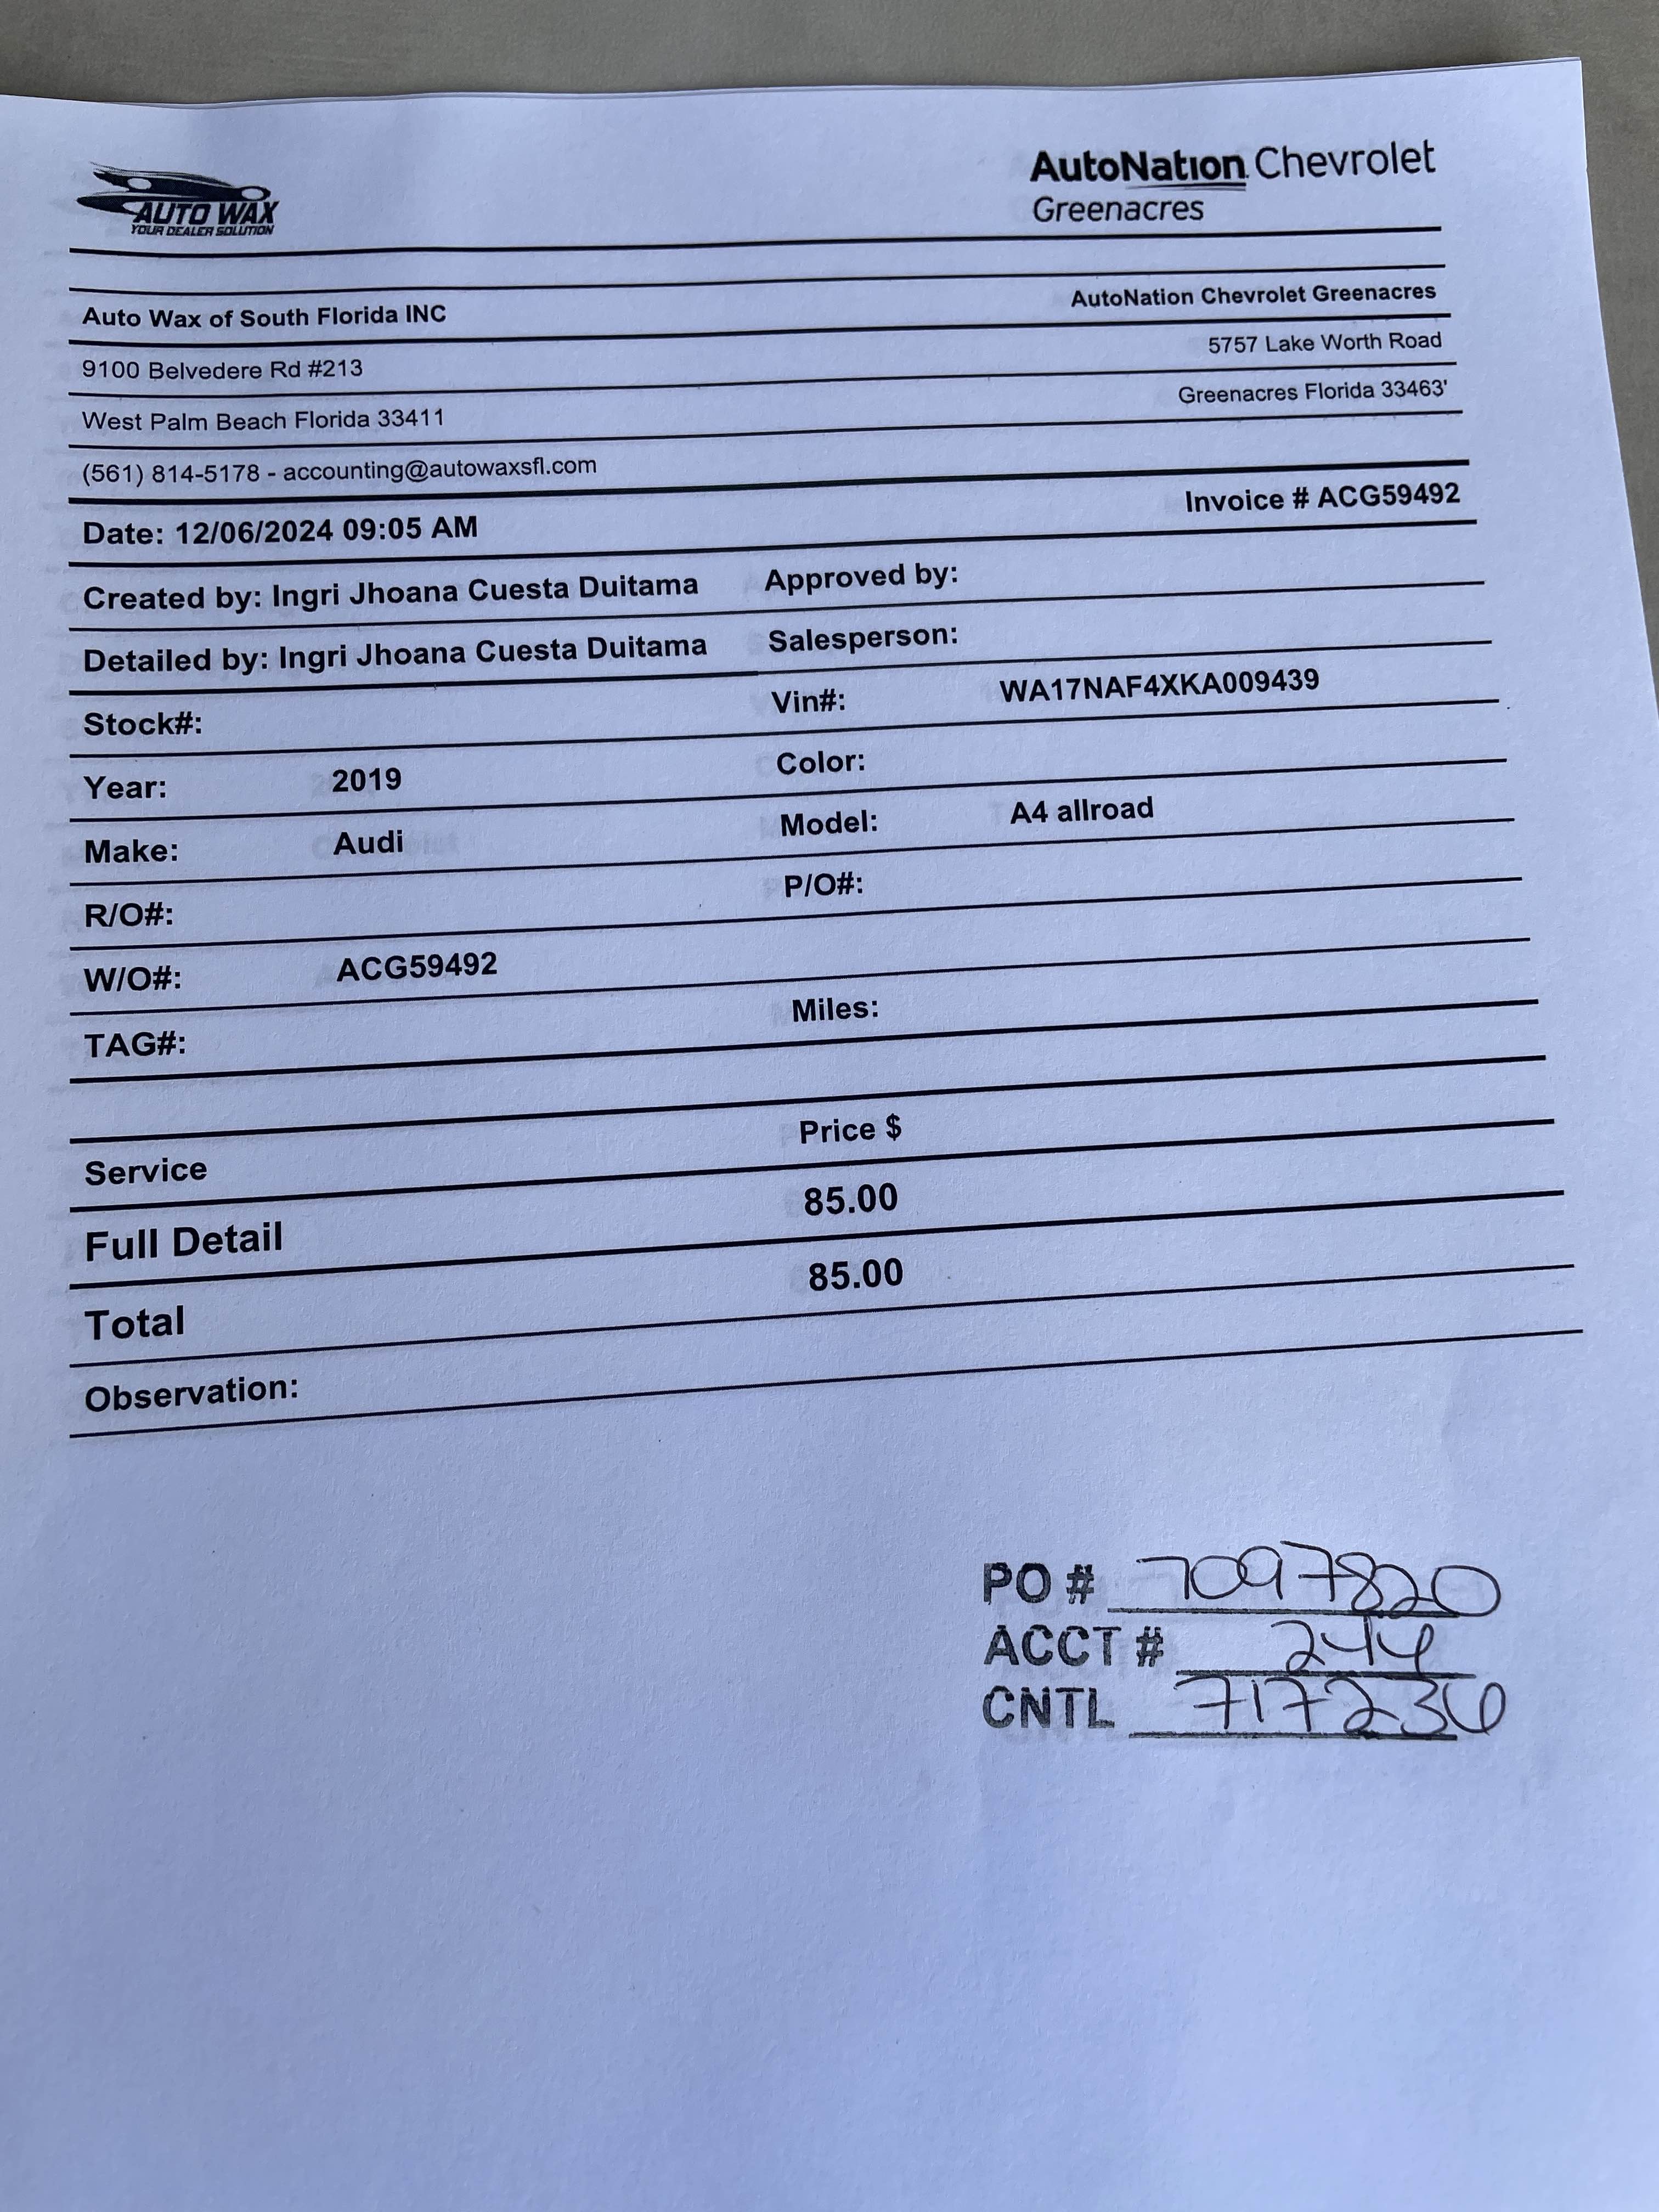 AUTO WAX
YOUR DEALER SOLUTION
AutoNation Chevrolet
Greenacres
Auto Wax of South Florida INC
AutoNation Chevrolet Greenacres
9100 Belvedere Rd #213
5757 Lake Worth Road
West Palm Beach Florida 33411
Greenacres Florida 33463'
(561) 814-5178 - accounting@autowaxsfl.com
Date: 12/06/2024 09:05 AM
Invoice # ACG59492
Created by: Ingri Jhoana Cuesta Duitama
Approved by:
Detailed by: Ingri Jhoana Cuesta Duitama
Salesperson:
Stock#:
Vin#: WA17NAF4XKA009439
Year: 2019
Color:
Make: Audi
Model: A4 allroad
R/O#:
P/O#:
W/O#: ACG59492
TAG#:
Miles:
Service Price $
Full Detail 85.00
Total 85.00
Observation:
PO # 7097820
ACCT # 244
CNTL 717236